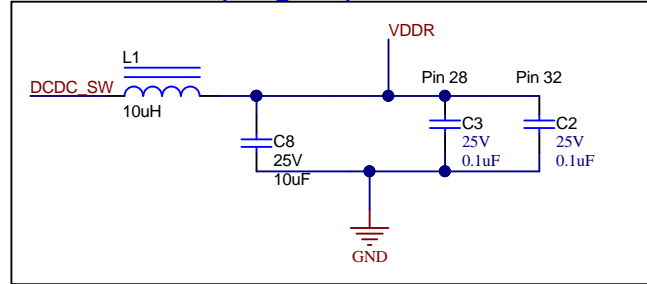 VDDR
L1
DCDC_SW
10uH
Pin 28
Pin 32
C8
25V
10uF
C3
25V
0.1uF
C2
25V
0.1uF
GND